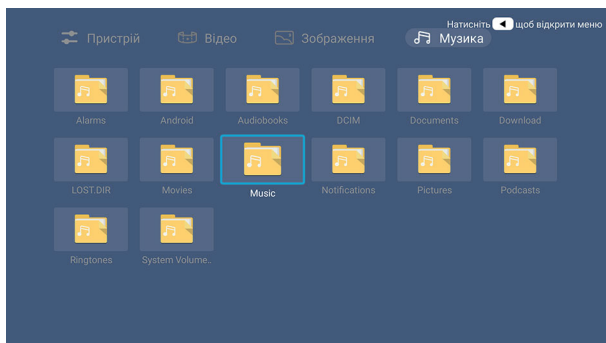 Натисніть ◀ щоб відкрити меню
Пристрій Відео Зображення Музика
Alarms Android Audiobooks DCIM Documents Download
LOST.DIR Movies Music Notifications Pictures Podcasts
Ringtones System Volume..